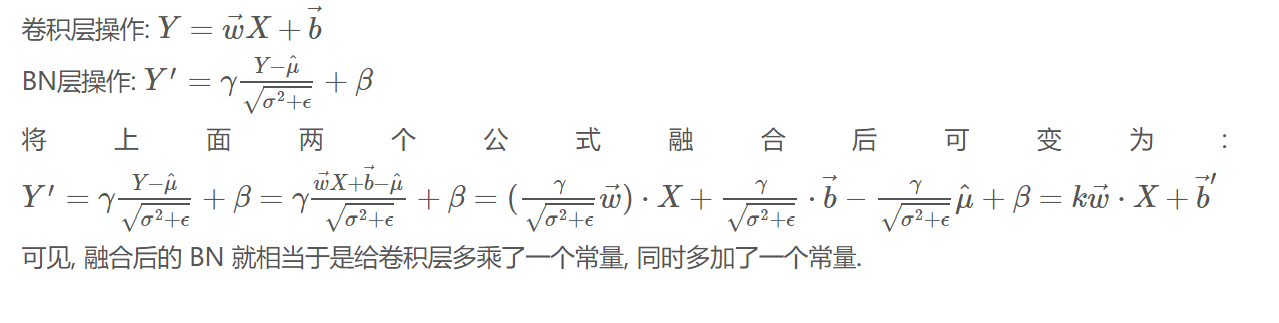 卷积层操作: $Y = \vec{w}X + \vec{b}$
BN层操作: $Y' = \gamma \frac{Y - \hat{\mu}}{\sqrt{\sigma^2 + \epsilon}} + \beta$
将上面两个公式融合后可变为:
$Y' = \gamma \frac{Y - \hat{\mu}}{\sqrt{\sigma^2 + \epsilon}} + \beta = \gamma \frac{\vec{w}X + \vec{b} - \hat{\mu}}{\sqrt{\sigma^2 + \epsilon}} + \beta = (\frac{\gamma}{\sqrt{\sigma^2 + \epsilon}} \vec{w}) \cdot X + \frac{\gamma}{\sqrt{\sigma^2 + \epsilon}} \cdot \vec{b} - \frac{\gamma}{\sqrt{\sigma^2 + \epsilon}} \hat{\mu} + \beta = k\vec{w} \cdot X + \vec{b}'$
可见, 融合后的 BN 就相当于是给卷积层多乘了一个常量, 同时多加了一个常量.